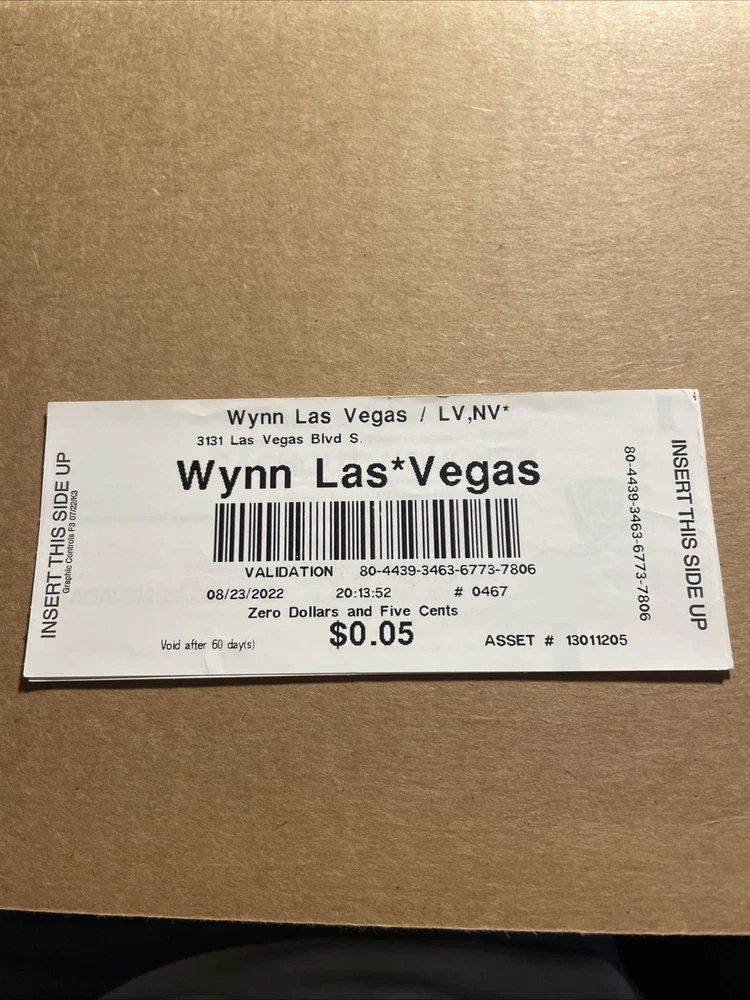 Wynn Las Vegas / LV,NV*
3131 Las Vegas Blvd S.
Wynn Las*Vegas
INSERT THIS SIDE UP
Graphic Controls F3 07/22/K3
VALIDATION 80-4439-3463-6773-7806
08/23/2022 20:13:52 # 0467
Zero Dollars and Five Cents
$0.05
Void after 60 day(s)
ASSET # 13011205
80-4439-3463-6773-7806
INSERT THIS SIDE UP